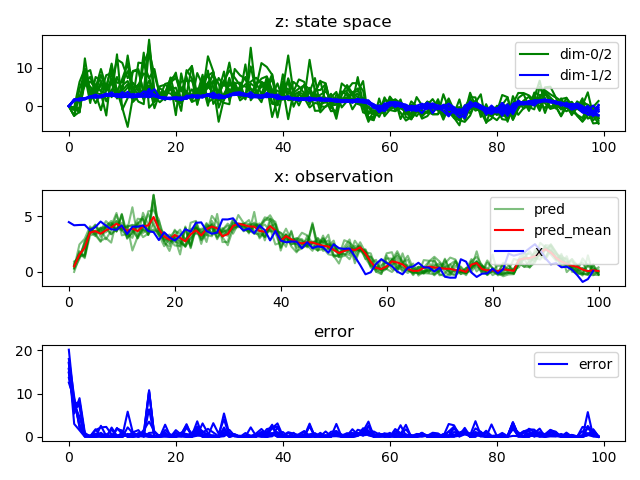 z: state space
10
0
dim-0/2
dim-1/2
0 20 40 60 80 100
x: observation
5
0
pred
pred_mean
x
0 20 40 60 80 100
error
20
10
0
error
0 20 40 60 80 100